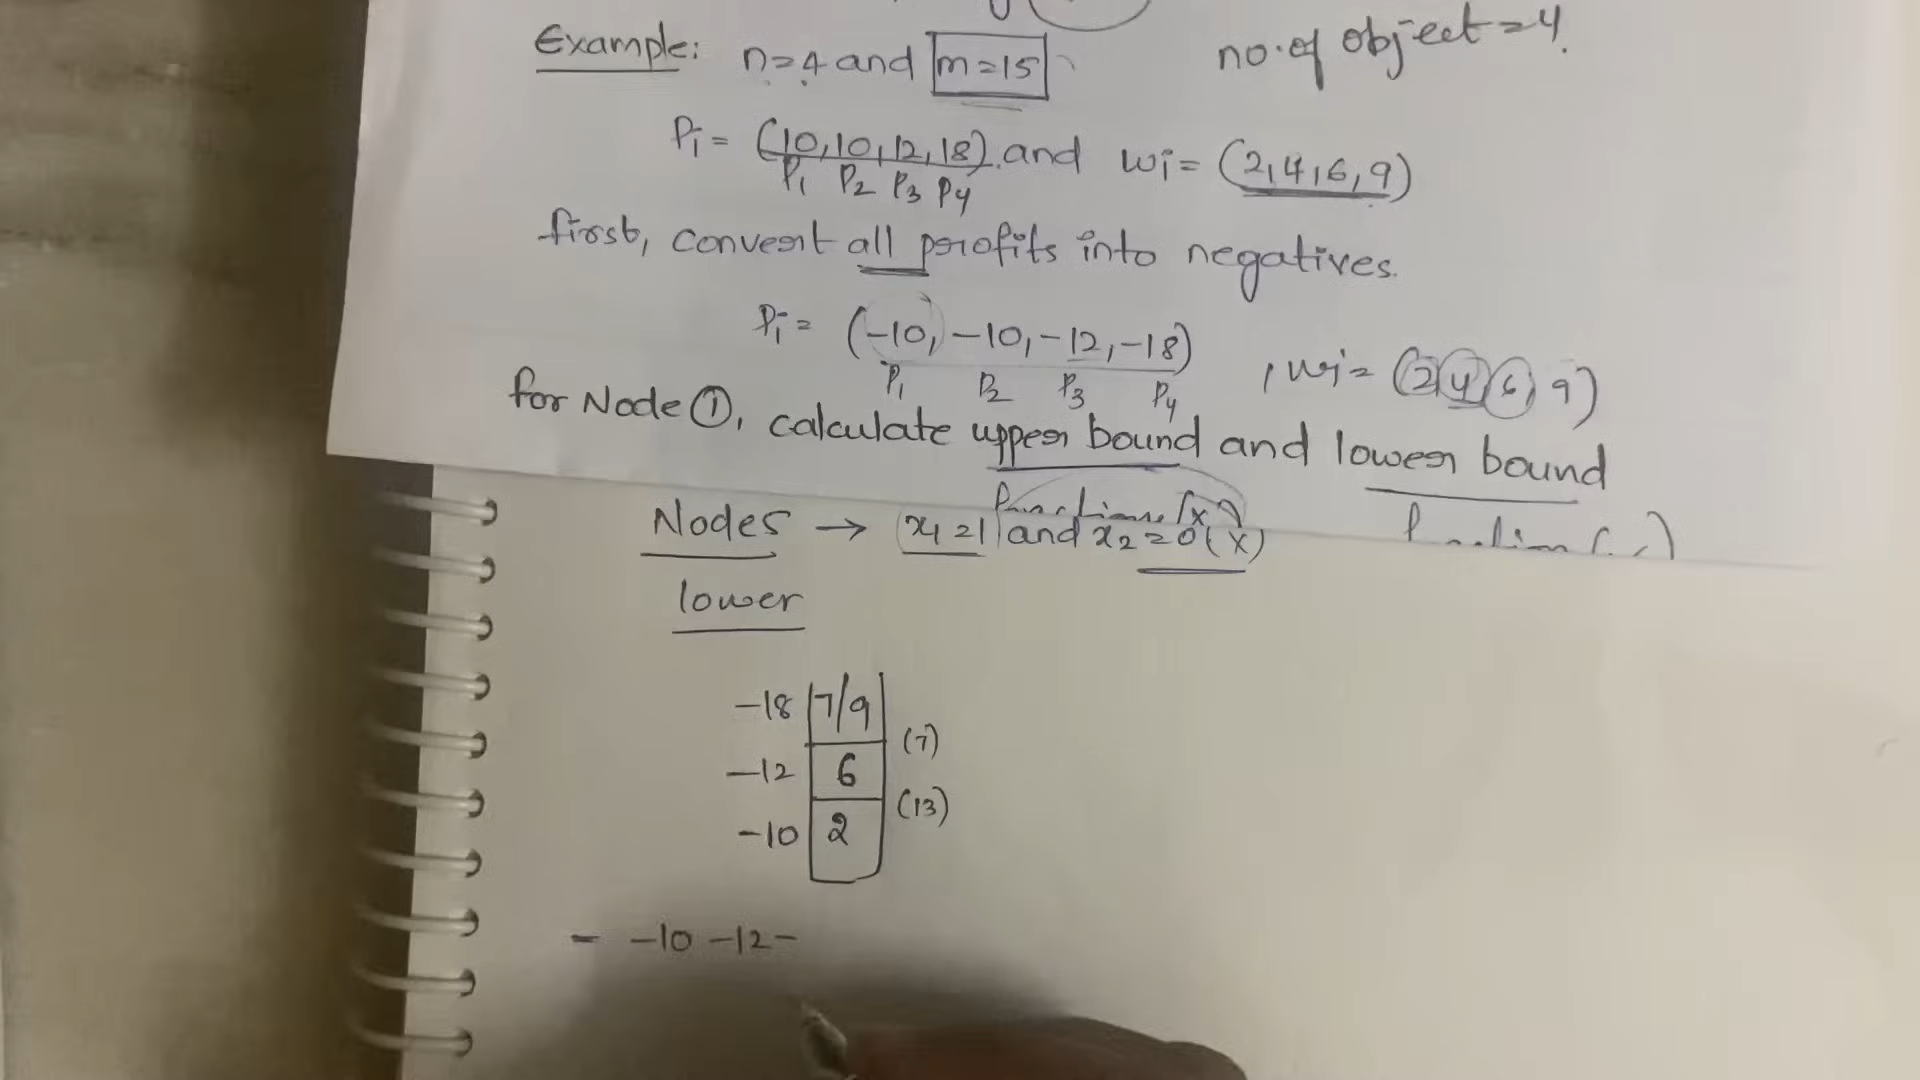 Example: n=4 and m=15 no. of object = 4.
Pi = (10,10,12,18) and wi = (2,4,6,9)
P1 P2 P3 P4
first, convert all profits into negatives.
Pi = (-10, -10, -12, -18) , wi = (2,4,6,9)
P1 P2 P3 P4
for Node ①, calculate upper bound and lower bound
Nodes → x1=1 and x2=0(x)
lower
-18 7/9
(7)
-12 6
(13)
-10 2
= -10 -12 -